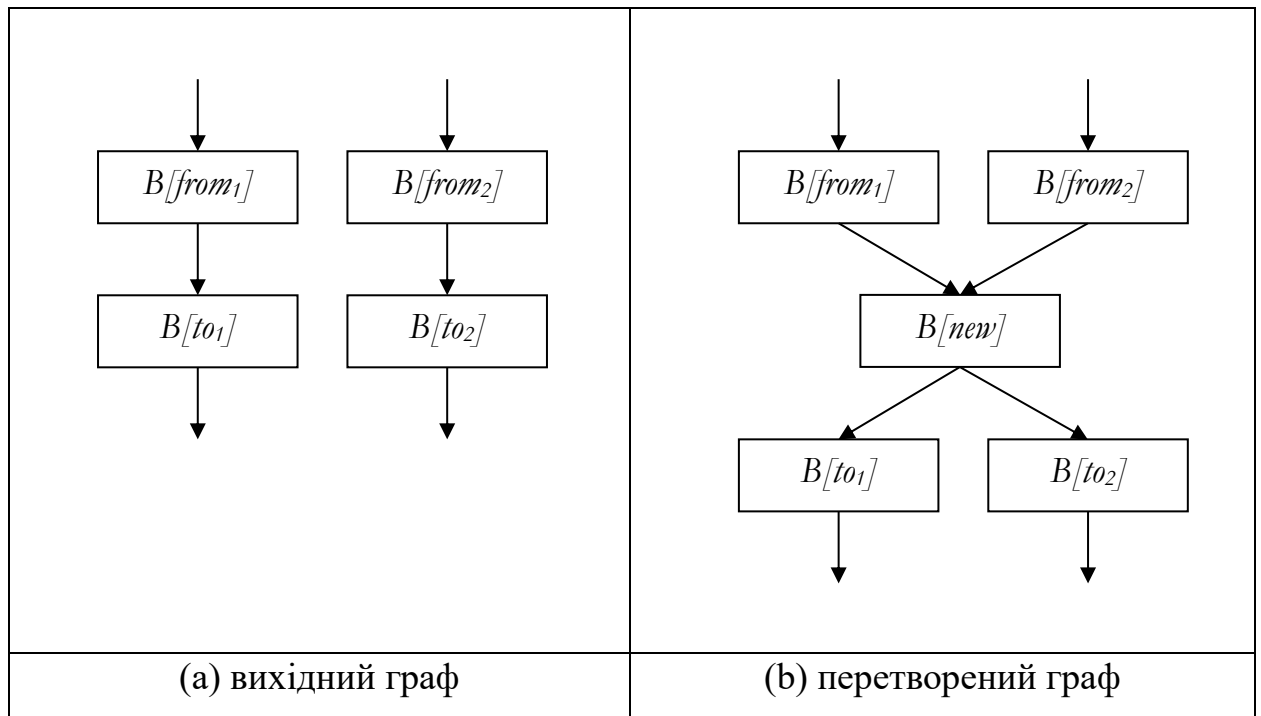 B[from₁] B[from₂] B[from₁] B[from₂]
B[to₁] B[to₂] B[new]
B[to₁] B[to₂]
(a) вихідний граф (b) перетворений граф